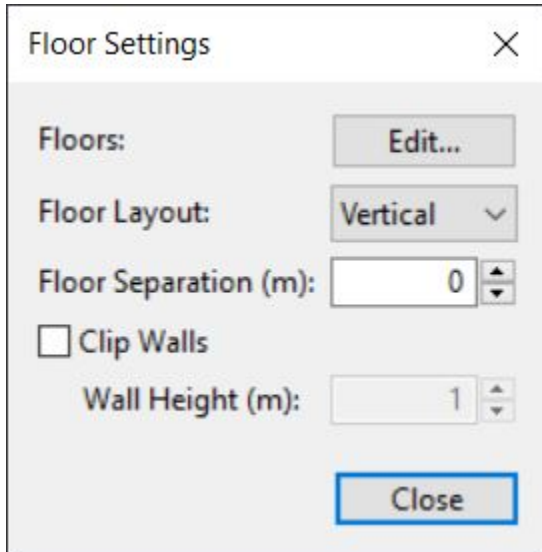 Floor Settings
Floors: Edit...
Floor Layout: Vertical
Floor Separation (m): 0
Clip Walls
Wall Height (m): 1
Close